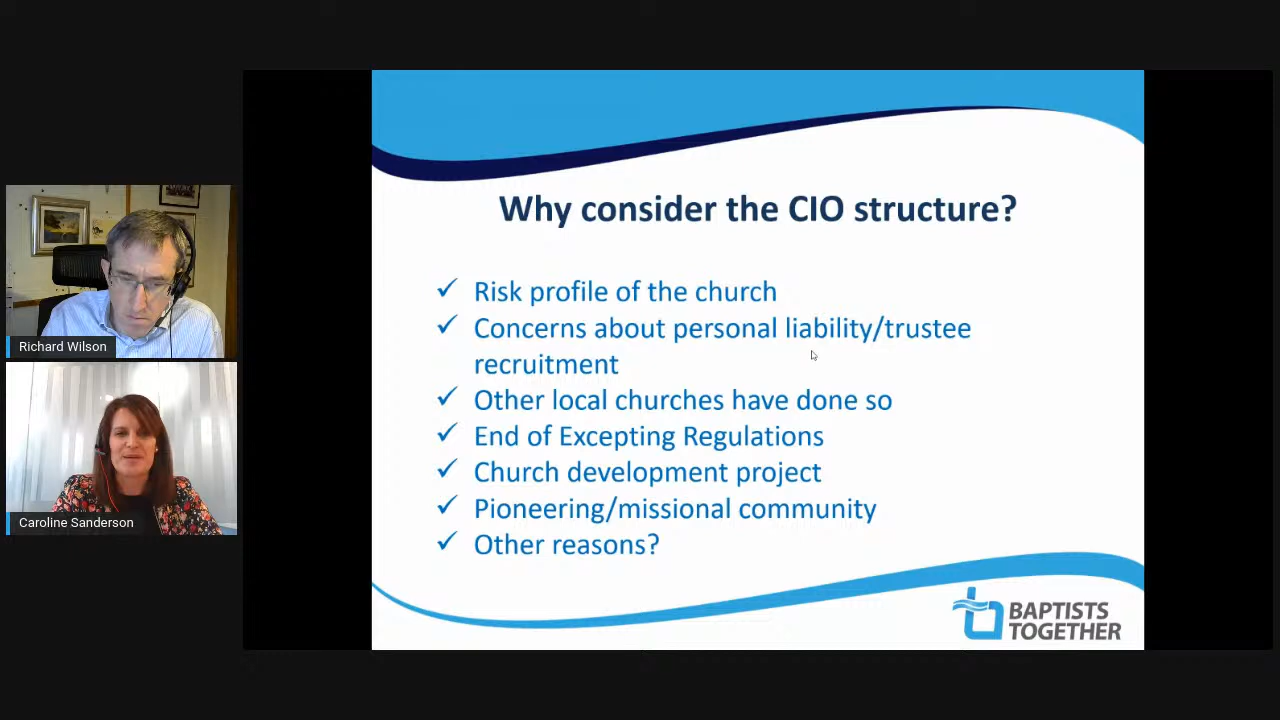 Richard Wilson
Caroline Sanderson
Why consider the CIO structure?
✓ Risk profile of the church
✓ Concerns about personal liability/trustee
recruitment
✓ Other local churches have done so
✓ End of Excepting Regulations
✓ Church development project
✓ Pioneering/missional community
✓ Other reasons?
BAPTISTS
TOGETHER